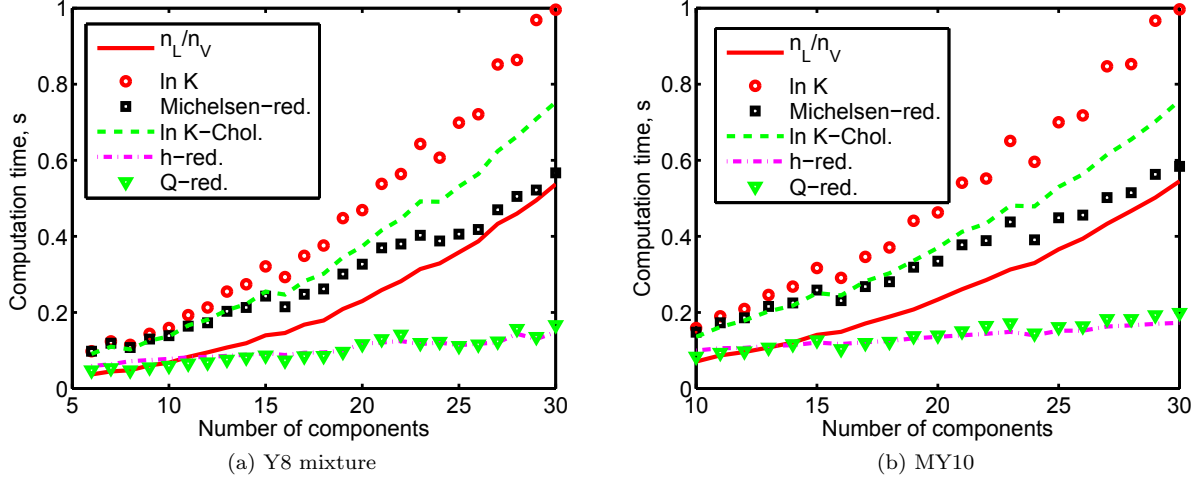 Computation time, s
1
0.8
0.6
0.4
0.2
0
n_L/n_V
ln K
Michelsen−red.
ln K−Chol.
h−red.
Q−red.
5 10 15 20 25 30
Number of components
(a) Y8 mixture
Computation time, s
1
0.8
0.6
0.4
0.2
0
n_L/n_V
ln K
Michelsen−red.
ln K−Chol.
h−red.
Q−red.
10 15 20 25 30
Number of components
(b) MY10